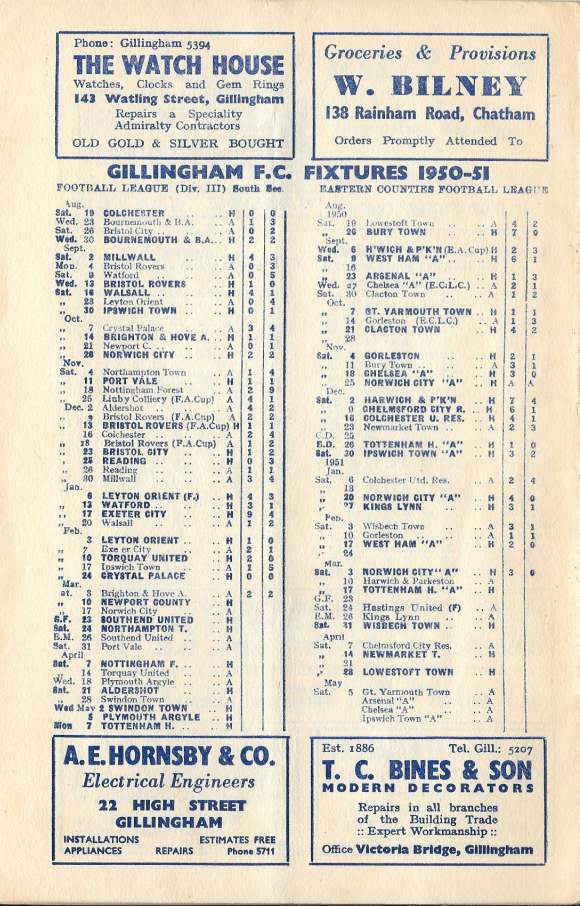 Phone: Gillingham 5394
THE WATCH HOUSE
Watches, Clocks and Gem Rings
143 Watling Street, Gillingham
Repairs a Speciality
Admiralty Contractors
OLD GOLD & SILVER BOUGHT
Groceries & Provisions
W. BILNEY
138 Rainham Road, Chatham
Orders Promptly Attended To
GILLINGHAM F.C. FIXTURES 1950-51
FOOTBALL LEAGUE (Div. III) South Sec.
Aug.
Sat. 19 COLCHESTER .. .. H 0 0
Wed. 23 Bournemouth & B.A. .. A 1 3
Sat. 26 Bristol City .. .. A 0 2
Wed. 30 BOURNEMOUTH & B.A... H 2 2
Sept.
Sat. 2 MILLWALL .. .. H 4 3
Mon. 4 Bristol Rovers .. .. A 0 3
Sat. 9 Watford .. .. A 0 5
Wed. 13 BRISTOL ROVERS .. H 1 0
Sat. 16 WALSALL .. .. H 4 1
„ 23 Leyton Orient .. .. A 0 4
„ 30 IPSWICH TOWN .. H 0 1
Oct.
„ 7 Crystal Palace .. .. A 3 4
„ 14 BRIGHTON & HOVE A. .. H 1 1
„ 21 Newport C. .. .. A 0 1
„ 28 NORWICH CITY .. H 2 2
Nov.
Sat. 4 Northampton Town .. A 1 4
„ 11 PORT VALE .. .. H 1 1
„ 18 Nottingham Forest .. A 2 9
„ 25 Linby Colliery (F.A.Cup) A 4 1
Dec. 2 Aldershot .. .. A 4 2
„ 9 Bristol Rovers (F.A.Cup) A 2 2
„ 13 BRISTOL ROVERS (F.A.Cup) H 1 1
16 Colchester .. .. A 2 4
„ 18 Bristol Rovers (F.A.Cup) A 1 2
„ 23 BRISTOL CITY .. H 1 2
„ 25 READING .. .. H 0 3
„ 26 Reading .. .. A 1 1
„ 30 Millwall .. .. A 3 4
Jan.
6 LEYTON ORIENT (F.) .. H 4 3
„ 13 WATFORD .. .. H 3 1
„ 17 EXETER CITY .. H 9 4
„ 20 Walsall .. .. A 1 2
Feb.
3 LEYTON ORIENT .. H 1 0
„ 7 Exeter City .. .. A 2 1
„ 10 TORQUAY UNITED .. H 2 0
„ 17 Ipswich Town .. .. A 1 5
„ 24 CRYSTAL PALACE .. H 0 0
Mar.
at. 3 Brighton & Hove A. .. A 2 2
„ 10 NEWPORT COUNTY .. H
„ 17 Norwich City .. .. A
G.F. 23 SOUTHEND UNITED .. H
Sat. 24 NORTHAMPTON T. .. H
E.M. 26 Southend United .. A
Sat. 31 Port Vale .. .. A
April
Sat. 7 NOTTINGHAM F. .. H
„ 14 Torquay United .. A
Wed. 18 Plymouth Argyle .. A
Sat. 21 ALDERSHOT .. .. H
„ 28 Swindon Town .. A
Wed May 2 SWINDON TOWN .. H
5 PLYMOUTH ARGYLE .. H
Mon 7 TOTTENHAM H. .. H
EASTERN COUNTIES FOOTBALL LEAGUE
Aug.
1950
Sat. 19 Lowestoft Town .. A 4 2
„ 26 BURY TOWN .. .. H 7 0
Sept.
Wed. 6 H'WICH & P'K'N (E.A. Cup) H 2 3
Sat. 9 WEST HAM "A" .. .. H 6 1
„ 16
„ 23 ARSENAL "A" .. .. H 1 3
Wed. 27 Chelsea "A" (E.C.L.C.) .. A 2 1
Sat. 30 Clacton Town .. .. A 1 2
Oct.
„ 7 GT. YARMOUTH TOWN .. H 1 1
„ 14 Gorleston (E.C.L.C.) .. A 1 3
„ 21 CLACTON TOWN .. H 4 2
„ 28
Nov.
Sat. 4 GORLESTON .. .. H 2 1
„ 11 Bury Town .. .. A 3 1
„ 18 CHELSEA "A" .. .. H 3 0
„ 25 NORWICH CITY "A" .. H A A
Dec.
Sat. 2 HARWICH & P'K'N .. H 7 4
„ 9 CHELMSFORD CITY R. .. H 6 1
„ 16 COLCHESTER U. RES. .. H 4 1
„ 23 Newmarket Town .. A 2 3
C.D. 25
B.D. 26 TOTTENHAM H. "A" .. H 1 0
Sat. 30 IPSWICH TOWN "A" .. H 3 2
1951
Jan.
Sat. 6 Colchester Utd. Res. .. A 2 4
„ 13
„ 20 NORWICH CITY "A" .. H 4 0
„ 27 KINGS LYNN .. .. H 3 1
Feb.
Sat. 3 Wisbech Town .. .. A 3 1
„ 10 Gorleston .. .. A 1 1
„ 17 WEST HAM "A" .. .. H 2 0
„ 24
Mar.
Sat. 3 NORWICH CITY "A" .. H 3 0
„ 10 Harwich & Parkeston .. A
„ 17 TOTTENHAM H. "A" .. H
G.F. 23
Sat. 24 Hastings United (F) .. A
E.M. 26 Kings Lynn .. .. A
Sat. 31 WISBECH TOWN .. H
April
Sat. 7 Chelmsford City Res. .. A
„ 14 NEWMARKET T. .. H
„ 21
„ 28 LOWESTOFT TOWN .. H
May
Sat. 5 Gt. Yarmouth Town .. A
Arsenal "A" .. .. A
Chelsea "A" .. .. A
Ipswich Town "A" .. A
A. E. HORNSBY & CO.
Electrical Engineers
22 HIGH STREET
GILLINGHAM
INSTALLATIONS ESTIMATES FREE
APPLIANCES REPAIRS Phone 5711
Est. 1886 Tel. Gill.: 5207
T. C. BINES & SON
MODERN DECORATORS
Repairs in all branches
of the Building Trade
:: Expert Workmanship ::
Office Victoria Bridge, Gillingham